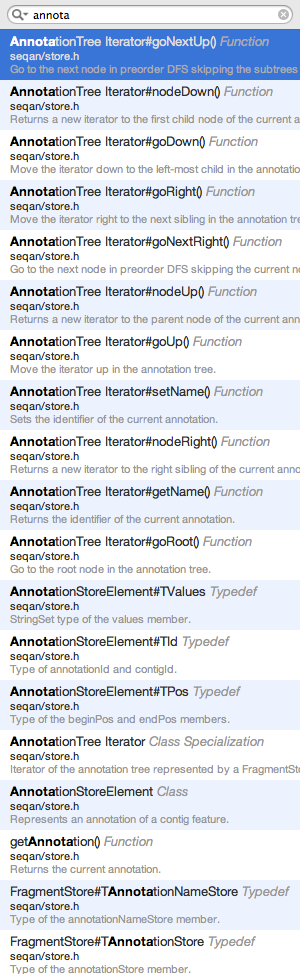 annota
AnnotationTree Iterator#goNextUp() Function
seqan/store.h
Go to the next node in preorder DFS skipping the subtrees
AnnotationTree Iterator#nodeDown() Function
seqan/store.h
Returns a new iterator to the first child node of the current a
AnnotationTree Iterator#goDown() Function
seqan/store.h
Move the iterator down to the left-most child in the annotatio
AnnotationTree Iterator#goRight() Function
seqan/store.h
Move the iterator right to the next sibling in the annotation tre
AnnotationTree Iterator#goNextRight() Function
seqan/store.h
Go to the next node in preorder DFS skipping the current no
AnnotationTree Iterator#nodeUp() Function
seqan/store.h
Returns a new iterator to the parent node of the current ann
AnnotationTree Iterator#goUp() Function
seqan/store.h
Move the iterator up in the annotation tree.
AnnotationTree Iterator#setName() Function
seqan/store.h
Sets the identifier of the current annotation.
AnnotationTree Iterator#nodeRight() Function
seqan/store.h
Returns a new iterator to the right sibling of the current anno
AnnotationTree Iterator#getName() Function
seqan/store.h
Returns the identifier of the current annotation.
AnnotationTree Iterator#goRoot() Function
seqan/store.h
Go to the root node in the annotation tree.
AnnotationStoreElement#TValues Typedef
seqan/store.h
StringSet type of the values member.
AnnotationStoreElement#TId Typedef
seqan/store.h
Type of annotationId and contigId.
AnnotationStoreElement#TPos Typedef
seqan/store.h
Type of the beginPos and endPos members.
AnnotationTree Iterator Class Specialization
seqan/store.h
Iterator of the annotation tree represented by a FragmentSto
AnnotationStoreElement Class
seqan/store.h
Represents an annotation of a contig feature.
getAnnotation() Function
seqan/store.h
Returns the current annotation.
FragmentStore#TAnnotationNameStore Typedef
seqan/store.h
Type of the annotationNameStore member.
FragmentStore#TAnnotationStore Typedef
seqan/store.h
Type of the annotationStore member.